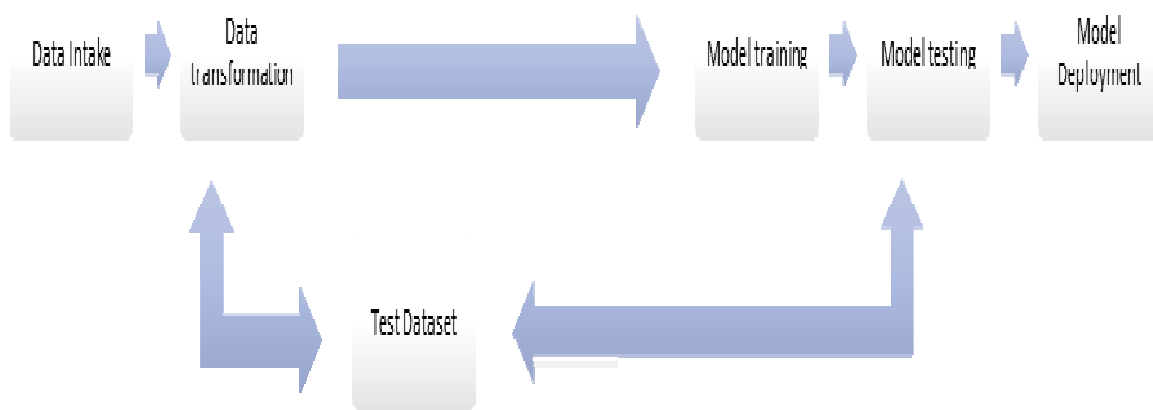 Data Intake
Data
transformation
Model training
Model testing
Model
Deployment
Test Dataset